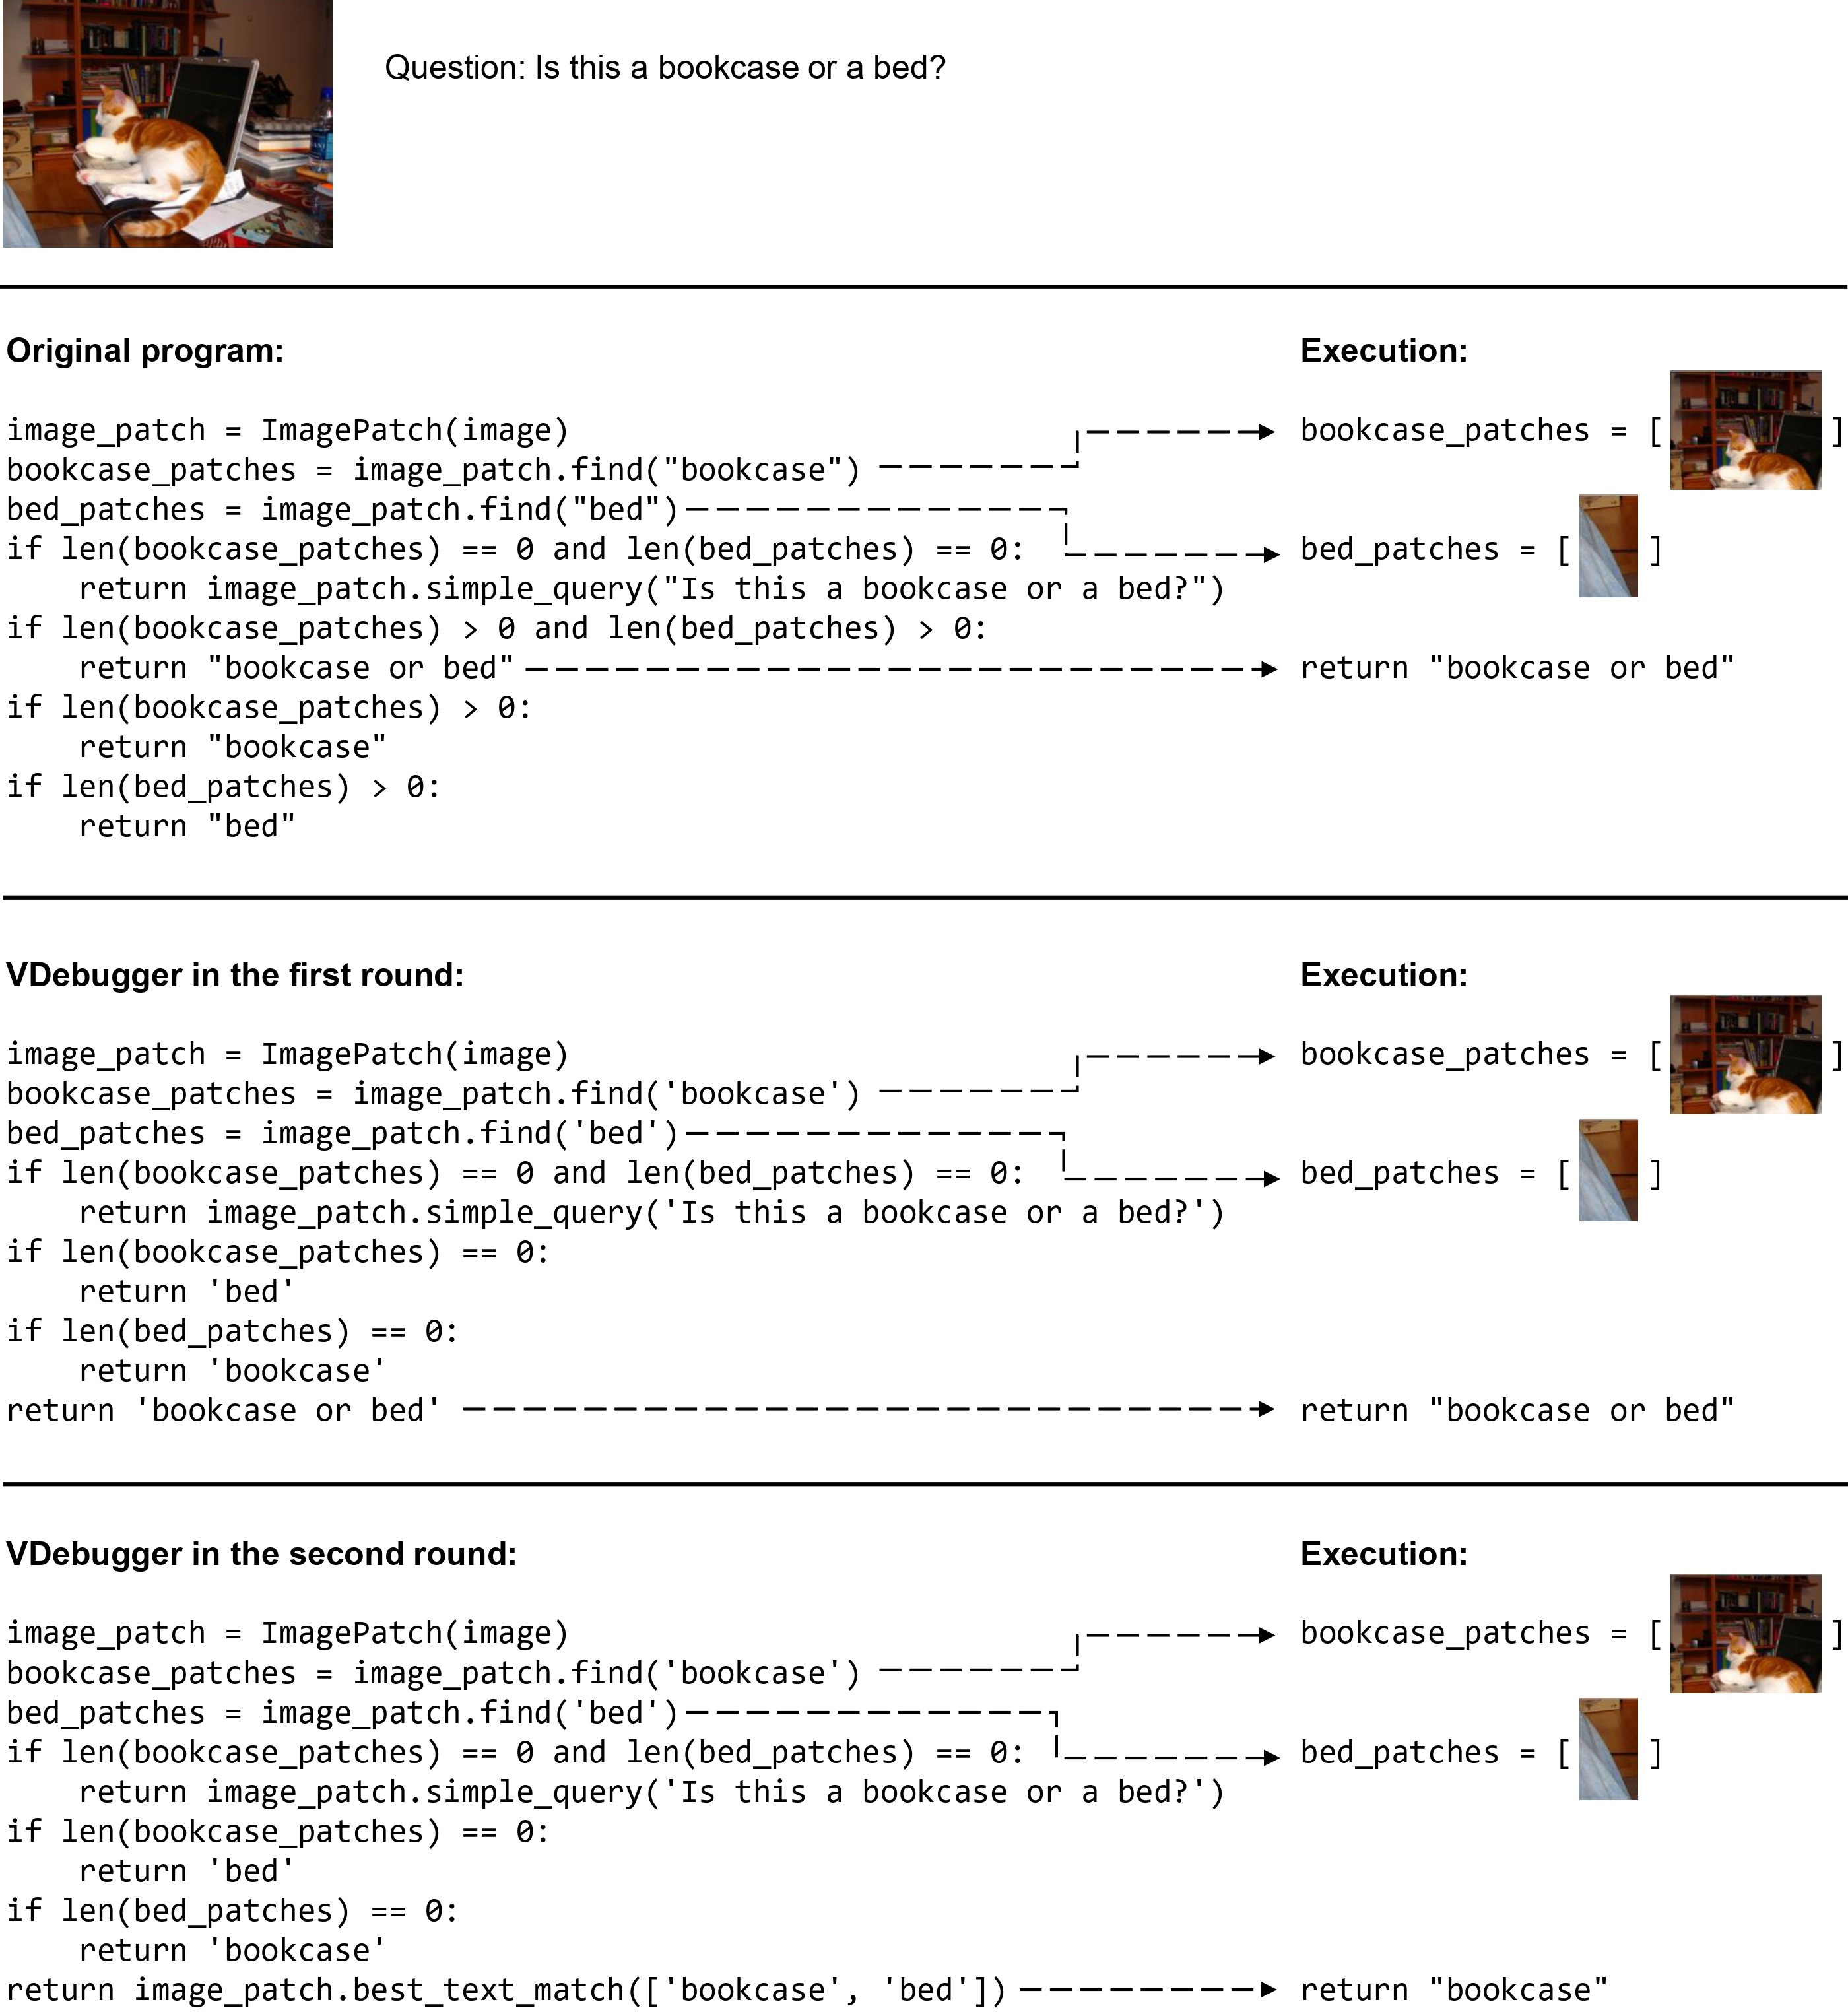 Question: Is this a bookcase or a bed?
Original program:
Execution:
image_patch = ImagePatch(image)
bookcase_patches = [ ]
bookcase_patches = image_patch.find("bookcase")
bed_patches = image_patch.find("bed")
if len(bookcase_patches) == 0 and len(bed_patches) == 0:
bed_patches = [ ]
    return image_patch.simple_query("Is this a bookcase or a bed?")
if len(bookcase_patches) > 0 and len(bed_patches) > 0:
    return "bookcase or bed"
return "bookcase or bed"
if len(bookcase_patches) > 0:
    return "bookcase"
if len(bed_patches) > 0:
    return "bed"
VDebugger in the first round:
Execution:
image_patch = ImagePatch(image)
bookcase_patches = [ ]
bookcase_patches = image_patch.find('bookcase')
bed_patches = image_patch.find('bed')
if len(bookcase_patches) == 0 and len(bed_patches) == 0:
bed_patches = [ ]
    return image_patch.simple_query('Is this a bookcase or a bed?')
if len(bookcase_patches) == 0:
    return 'bed'
if len(bed_patches) == 0:
    return 'bookcase'
return 'bookcase or bed'
return "bookcase or bed"
VDebugger in the second round:
Execution:
image_patch = ImagePatch(image)
bookcase_patches = [ ]
bookcase_patches = image_patch.find('bookcase')
bed_patches = image_patch.find('bed')
if len(bookcase_patches) == 0 and len(bed_patches) == 0:
bed_patches = [ ]
    return image_patch.simple_query('Is this a bookcase or a bed?')
if len(bookcase_patches) == 0:
    return 'bed'
if len(bed_patches) == 0:
    return 'bookcase'
return image_patch.best_text_match(['bookcase', 'bed'])
return "bookcase"